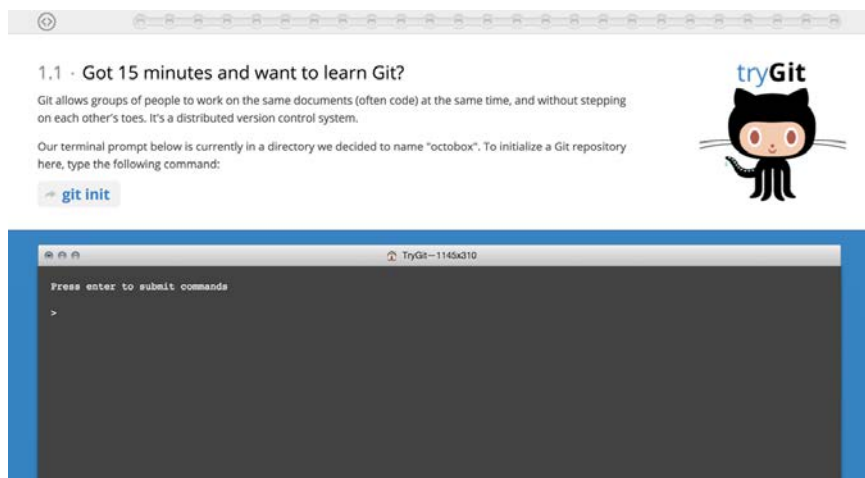 1.1 · Got 15 minutes and want to learn Git?
tryGit
Git allows groups of people to work on the same documents (often code) at the same time, and without stepping
on each other's toes. It's a distributed version control system.
Our terminal prompt below is currently in a directory we decided to name "octobox". To initialize a Git repository
here, type the following command:
git init
TryGit—1145x310
Press enter to submit commands
>